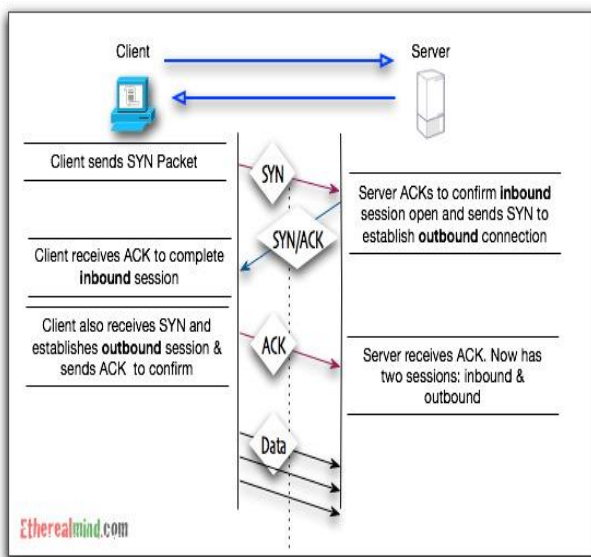 Client
Server
Client sends SYN Packet
SYN
Server ACKs to confirm inbound
session open and sends SYN to
establish outbound connection
SYN/ACK
Client receives ACK to complete
inbound session
Client also receives SYN and
establishes outbound session &
sends ACK to confirm
ACK
Server receives ACK. Now has
two sessions: inbound &
outbound
Data
Etherealmind.com